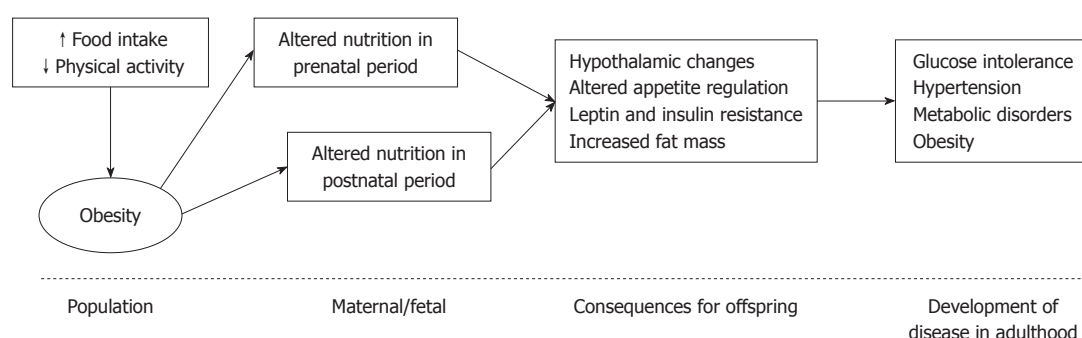 ↑ Food intake
↓ Physical activity
Obesity
Altered nutrition in
prenatal period
Altered nutrition in
postnatal period
Hypothalamic changes
Altered appetite regulation
Leptin and insulin resistance
Increased fat mass
Glucose intolerance
Hypertension
Metabolic disorders
Obesity
Population
Maternal/fetal
Consequences for offspring
Development of
disease in adulthood